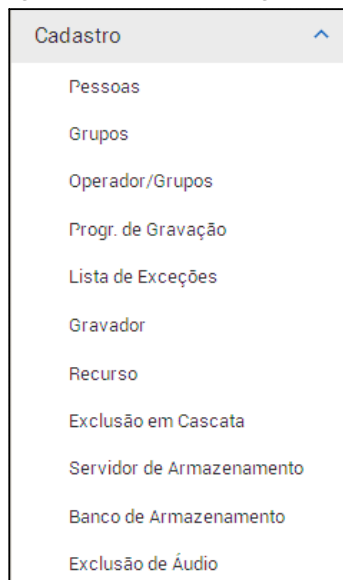 Cadastro
Pessoas
Grupos
Operador/Grupos
Progr. de Gravação
Lista de Exceções
Gravador
Recurso
Exclusão em Cascata
Servidor de Armazenamento
Banco de Armazenamento
Exclusão de Áudio